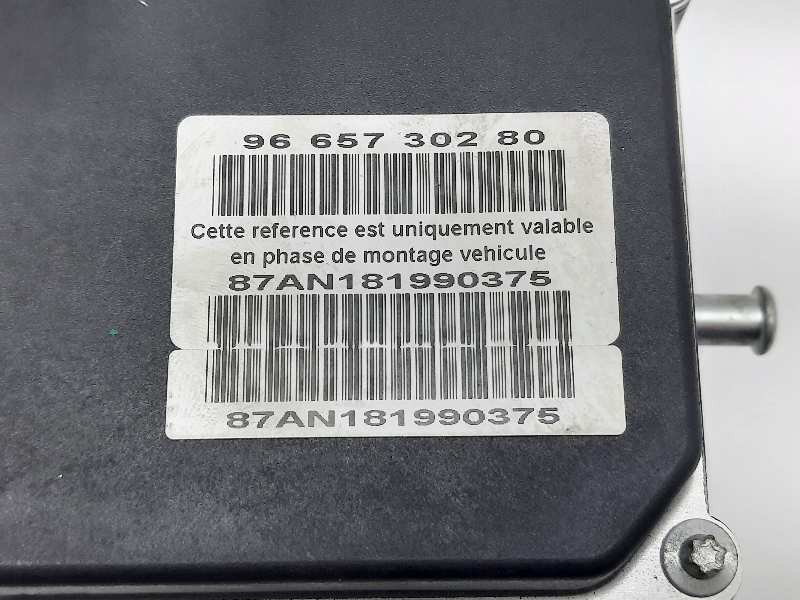 96 657 302 80
Cette reference est uniquement valable
en phase de montage vehicule
87AN181990375
87AN181990375